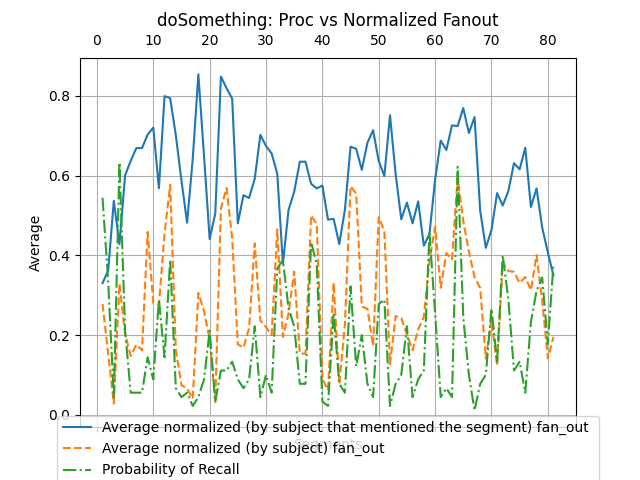 doSomething: Proc vs Normalized Fanout
0 10 20 30 40 50 60 70 80
Average
0.8
0.6
0.4
0.2
0.0
Segments
Average normalized (by subject that mentioned the segment) fan_out
Average normalized (by subject) fan_out
Probability of Recall